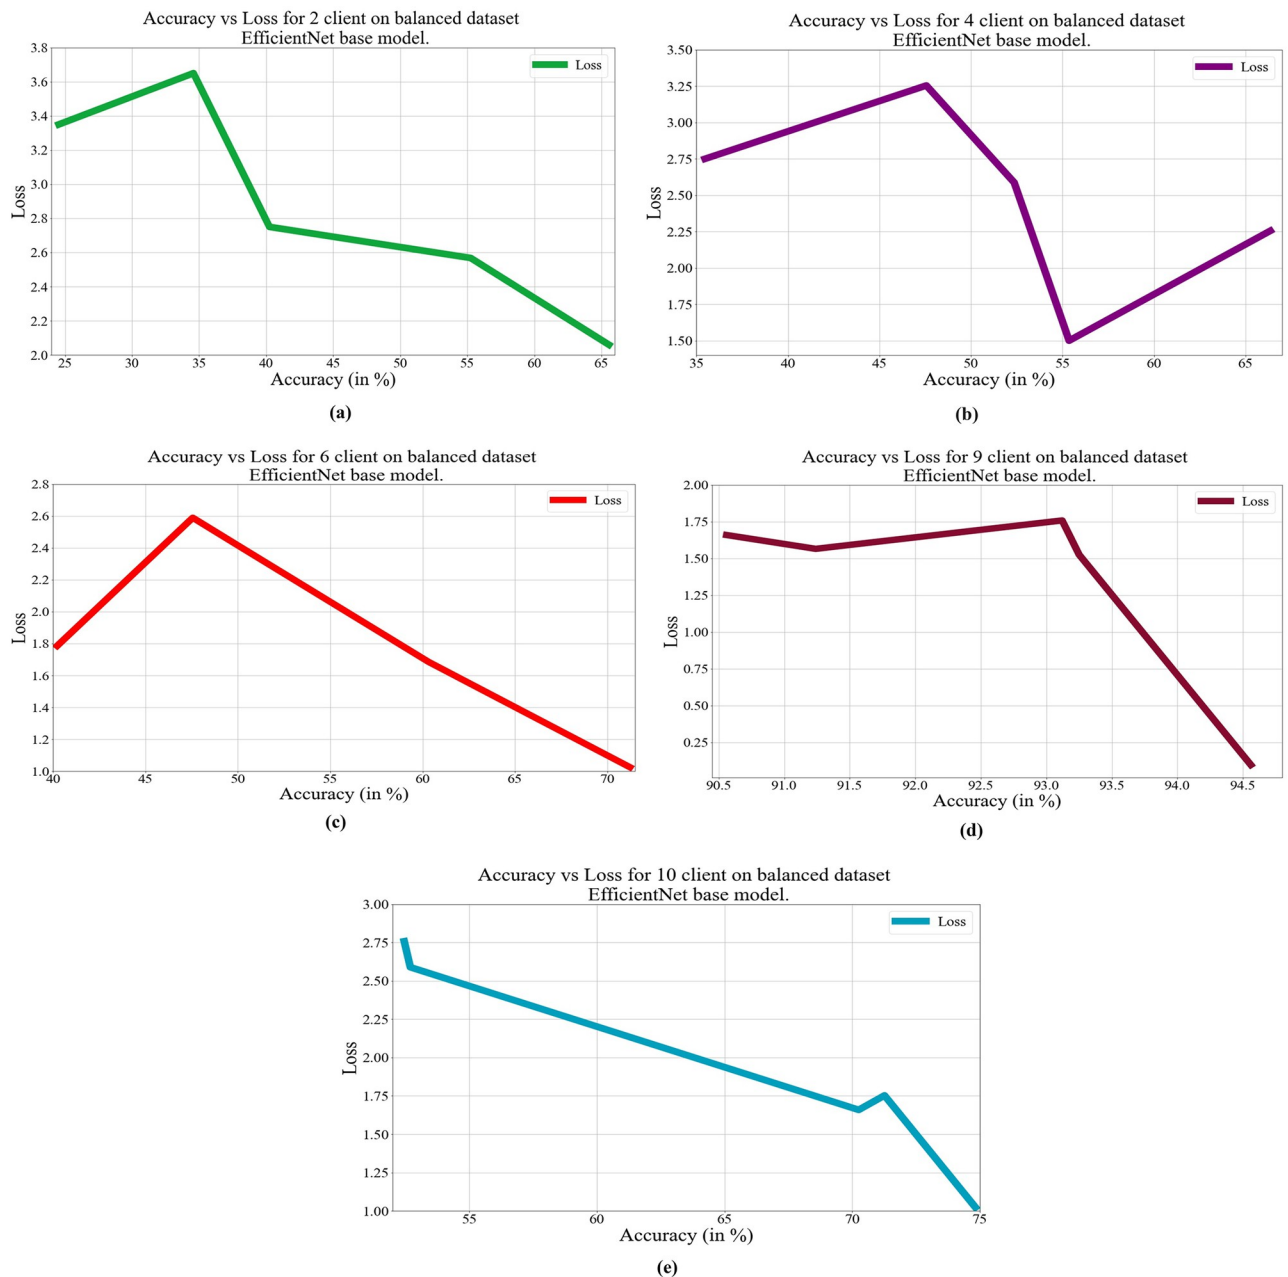 Accuracy vs Loss for 2 client on balanced dataset
EfficientNet base model.
3.8
3.6
3.4
3.2
3.0
2.8
2.6
2.4
2.2
2.0
Loss
Loss
25 30 35 40 45 50 55 60 65
Accuracy (in %)
(a)
Accuracy vs Loss for 4 client on balanced dataset
EfficientNet base model.
3.50
3.25
3.00
2.75
2.50
2.25
2.00
1.75
1.50
Loss
Loss
35 40 45 50 55 60 65
Accuracy (in %)
(b)
Accuracy vs Loss for 6 client on balanced dataset
EfficientNet base model.
2.8
2.6
2.4
2.2
2.0
1.8
1.6
1.4
1.2
1.0
Loss
Loss
40 45 50 55 60 65 70
Accuracy (in %)
(c)
Accuracy vs Loss for 9 client on balanced dataset
EfficientNet base model.
2.00
1.75
1.50
1.25
1.00
0.75
0.50
0.25
Loss
Loss
90.5 91.0 91.5 92.0 92.5 93.0 93.5 94.0 94.5
Accuracy (in %)
(d)
Accuracy vs Loss for 10 client on balanced dataset
EfficientNet base model.
3.00
2.75
2.50
2.25
2.00
1.75
1.50
1.25
1.00
Loss
Loss
55 60 65 70 75
Accuracy (in %)
(e)